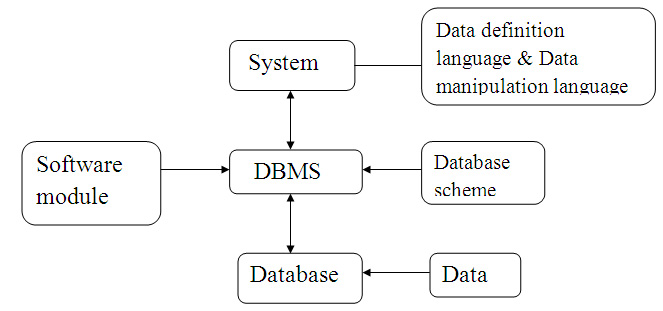 Data definition
language & Data
manipulation language
System
Software
module
DBMS
Database
scheme
Database
Data